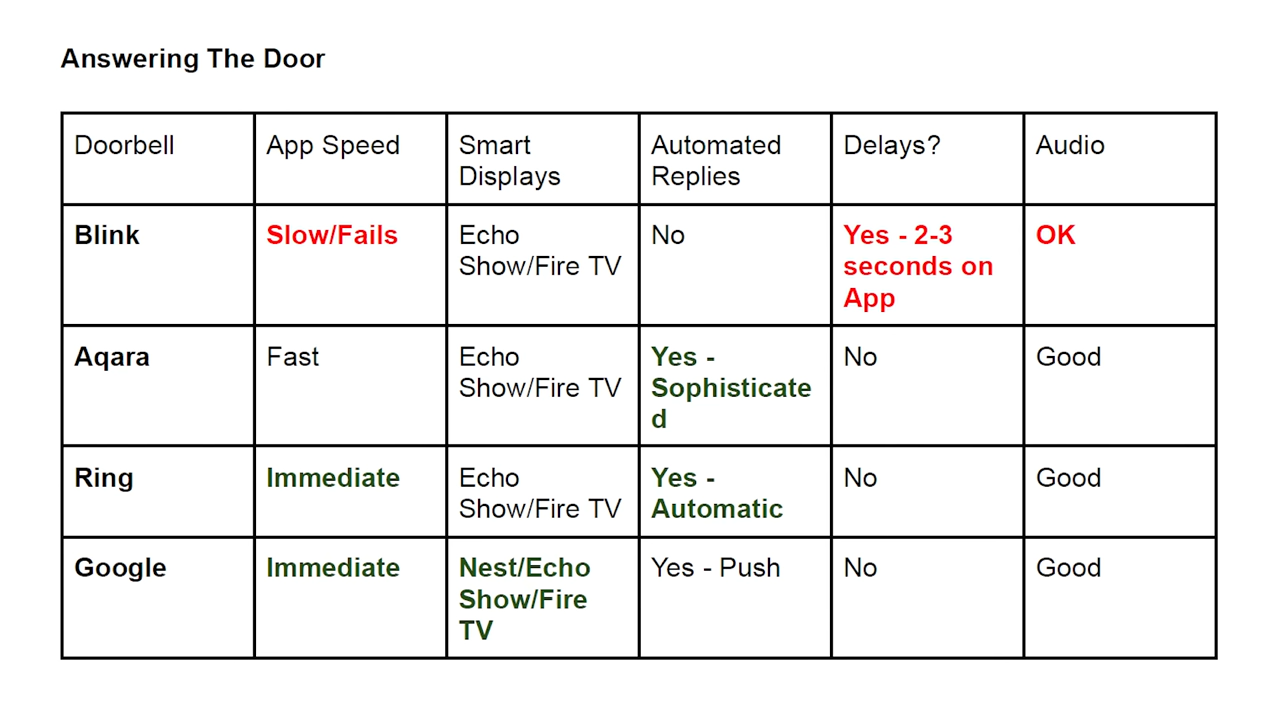 Answering The Door
Doorbell App Speed Smart Displays Automated Replies Delays? Audio
Blink Slow/Fails Echo Show/Fire TV No Yes - 2-3 seconds on App OK
Aqara Fast Echo Show/Fire TV Yes - Sophisticated No Good
Ring Immediate Echo Show/Fire TV Yes - Automatic No Good
Google Immediate Nest/Echo Show/Fire TV Yes - Push No Good